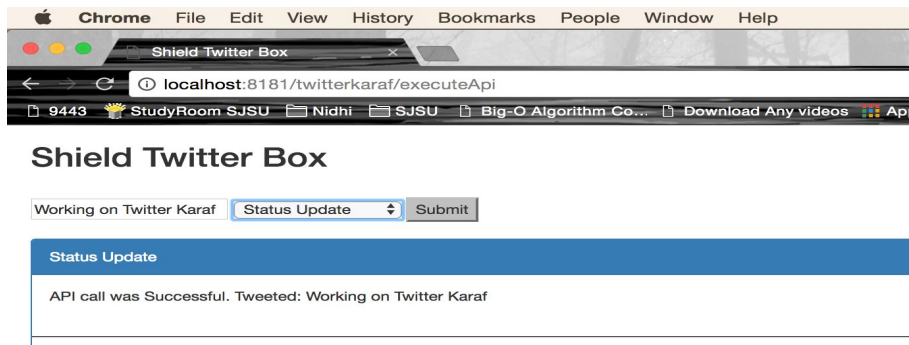 Chrome File Edit View History Bookmarks People Window Help
Shield Twitter Box
localhost:8181/twitterkaraf/executeApi
9443 StudyRoom SJSU Nidhi SJSU Big-O Algorithm Co... Download Any videos Ap
Shield Twitter Box
Working on Twitter Karaf Status Update Submit
Status Update
API call was Successful. Tweeted: Working on Twitter Karaf